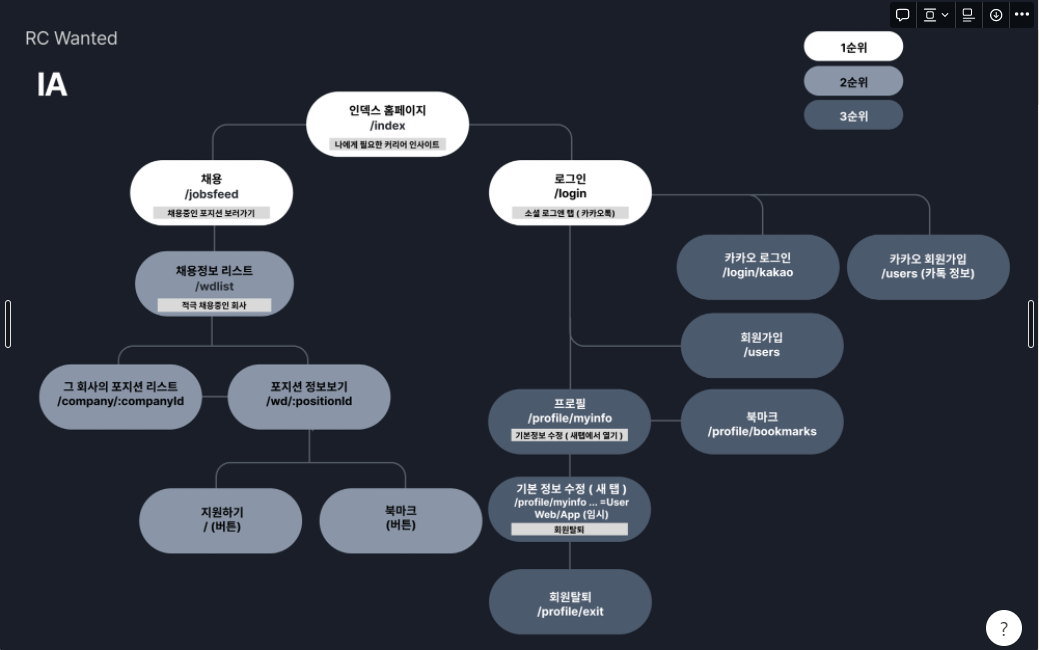 RC Wanted
IA
1순위
2순위
3순위
인덱스 홈페이지
/index
나에게 필요한 커리어 인사이트
채용
/jobsfeed
채용중인 포지션 보러가기
로그인
/login
소셜 로그앤 탭 ( 카카오톡)
카카오 로그인
/login/kakao
카카오 회원가입
/users (카톡 정보)
채용정보 리스트
/wdlist
적극 채용중인 회사
회원가입
/users
그 회사의 포지션 리스트
/company/:companyId
포지션 정보보기
/wd/:positionId
프로필
/profile/myinfo
기본정보 수정 ( 새탭에서 열기 )
북마크
/profile/bookmarks
지원하기
/ (버튼)
북마크
(버튼)
기본 정보 수정 ( 새 탭 )
/profile/myinfo ... =User
Web/App (임시)
회원탈퇴
회원탈퇴
/profile/exit
?